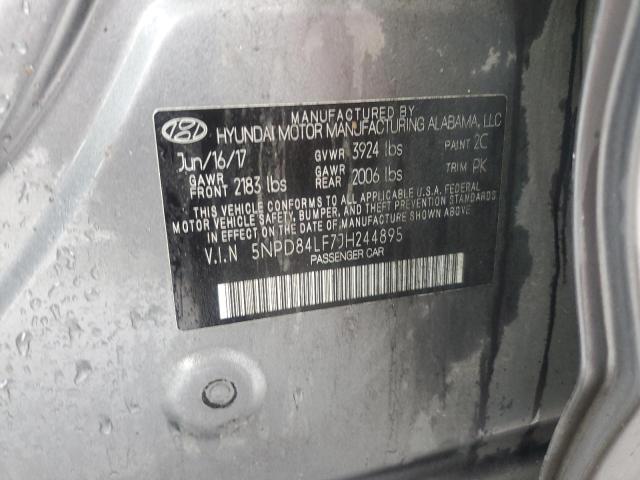 MANUFACTURED BY
HYUNDAI MOTOR MANUFACTURING ALABAMA, LLC
Jun/16/17 GVWR 3924 lbs PAINT 2C
GAWR FRONT 2183 lbs GAWR REAR 2006 lbs TRIM PK
THIS VEHICLE CONFORMS TO ALL APPLICABLE U.S.A. FEDERAL
MOTOR VEHICLE SAFETY, BUMPER, AND THEFT PREVENTION STANDARDS
IN EFFECT ON THE DATE OF MANUFACTURE SHOWN ABOVE.
V.I.N 5NPD84LF7JH244895
PASSENGER CAR